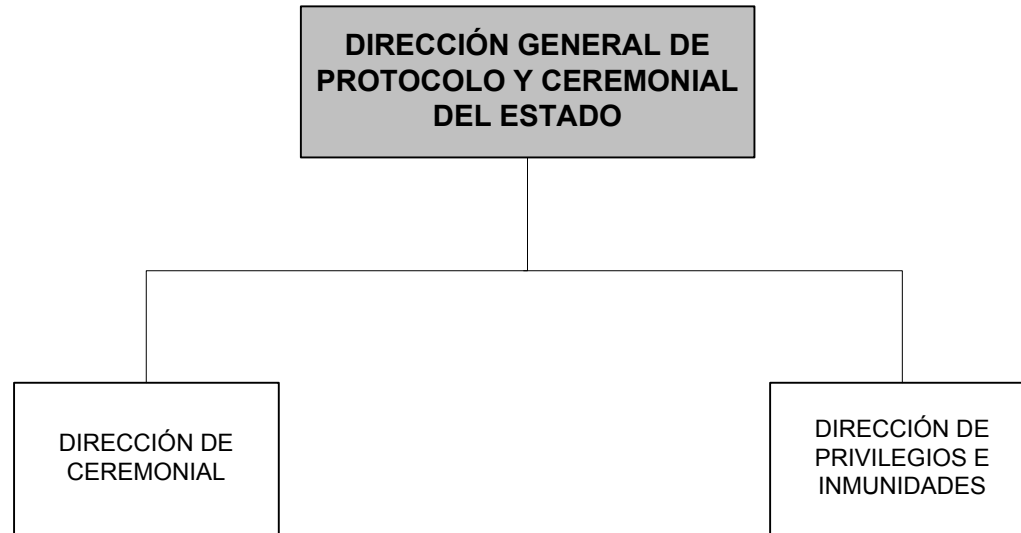 DIRECCIÓN GENERAL DE
PROTOCOLO Y CEREMONIAL
DEL ESTADO
DIRECCIÓN DE
CEREMONIAL
DIRECCIÓN DE
PRIVILEGIOS E
INMUNIDADES